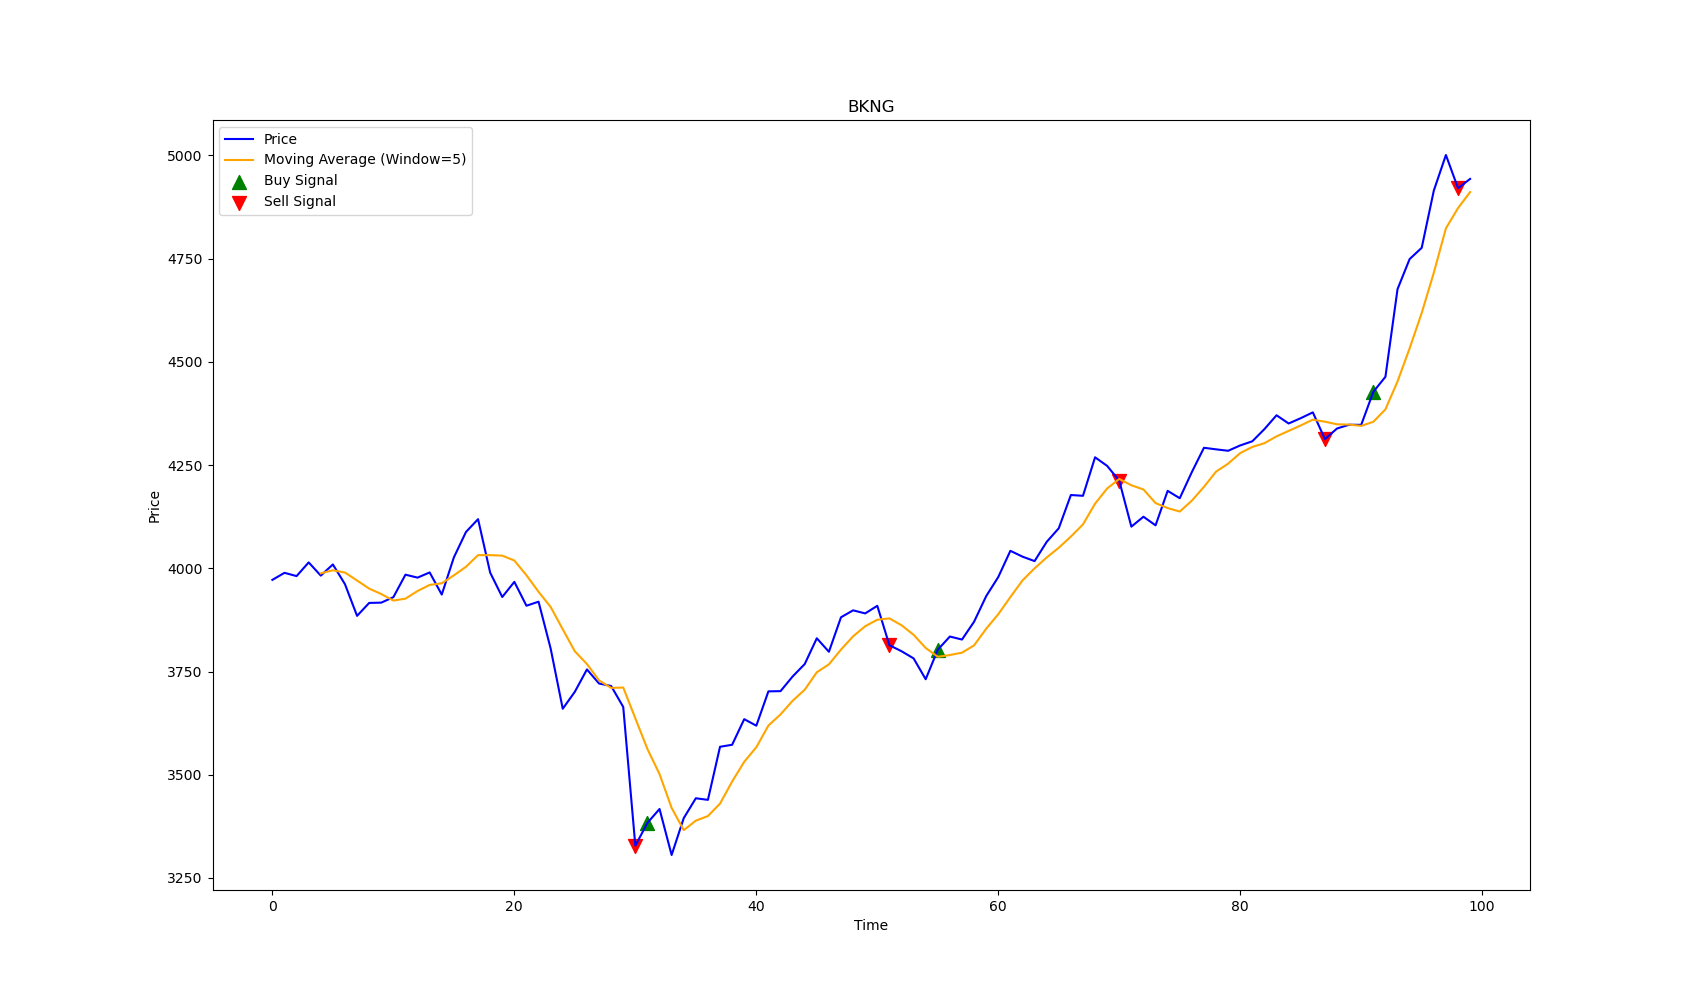 BKNG
Price
Moving Average (Window=5)
Buy Signal
Sell Signal
5000
4750
4500
4250
4000
3750
3500
3250
Price
0 20 40 60 80 100
Time